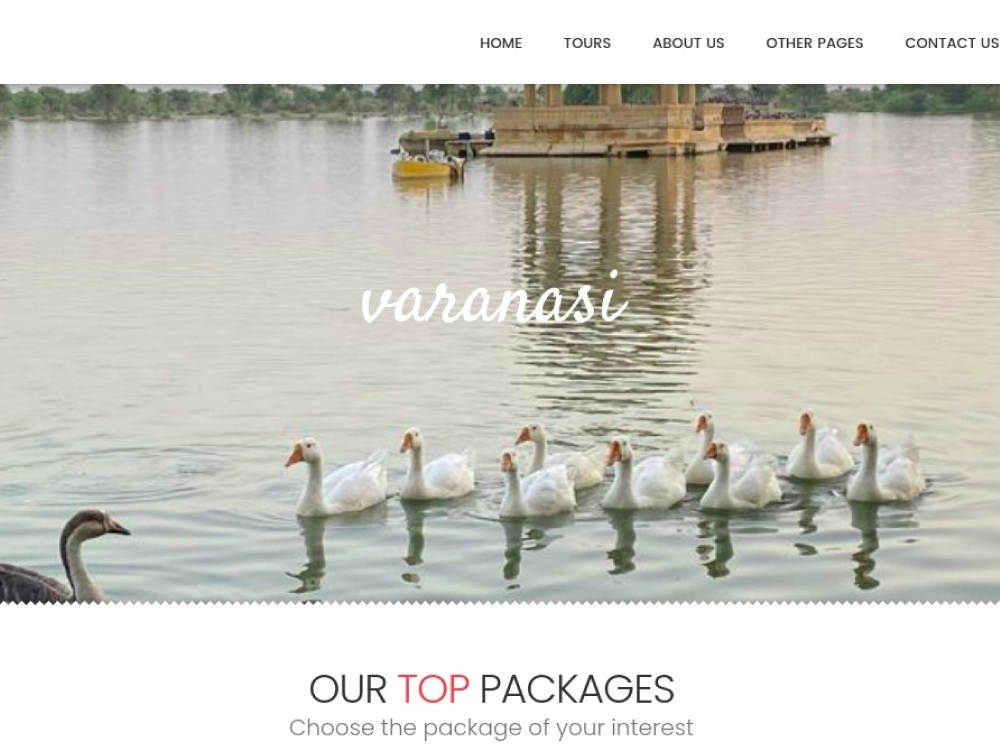 HOME TOURS ABOUT US OTHER PAGES CONTACT US
varanasi
OUR TOP PACKAGES
Choose the package of your interest